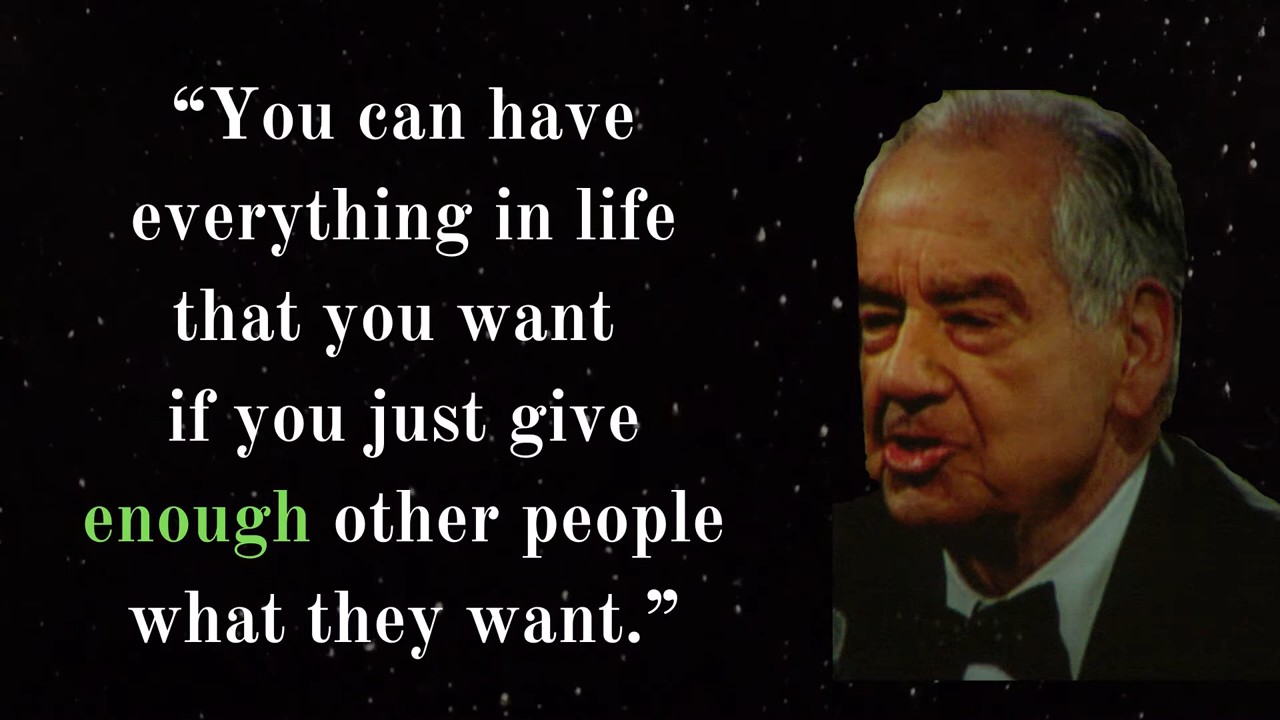 “You can have
everything in life
that you want
if you just give
enough other people
what they want.”